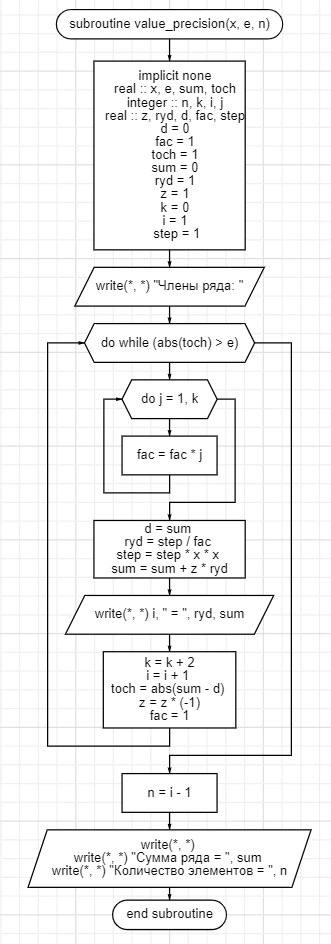 subroutine value_precision(x, e, n)
implicit none
real :: x, e, sum, toch
integer :: n, k, i, j
real :: z, ryd, d, fac, step
d = 0
fac = 1
toch = 1
sum = 0
ryd = 1
z = 1
k = 0
i = 1
step = 1
write(*, *) "Члены ряда: "
do while (abs(toch) > e)
do j = 1, k
fac = fac * j
d = sum
ryd = step / fac
step = step * x * x
sum = sum + z * ryd
write(*, *) i, " = ", ryd, sum
k = k + 2
i = i + 1
toch = abs(sum - d)
z = z * (-1)
fac = 1
n = i - 1
write(*, *)
write(*, *) "Сумма ряда = ", sum
write(*, *) "Количество элементов = ", n
end subroutine